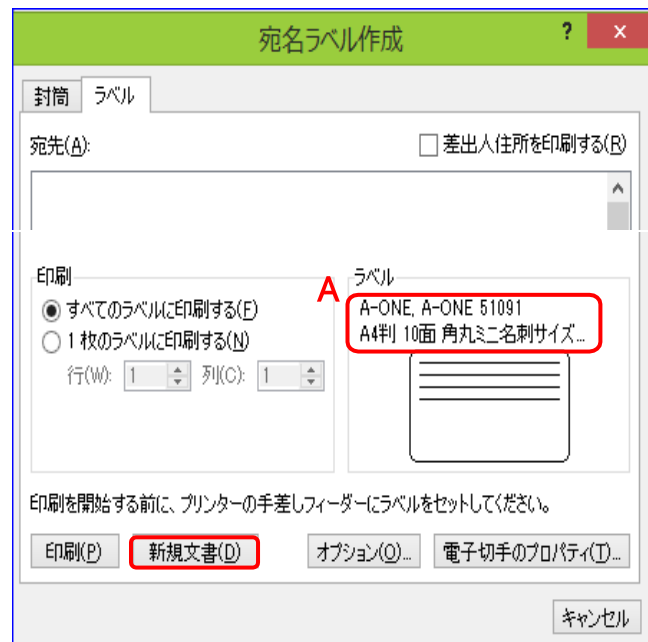 宛名ラベル作成
? ×
封筒 ラベル
宛先(A):
差出人住所を印刷する(R)
印刷
すべてのラベルに印刷する(F)
1 枚のラベルに印刷する(N)
行(W): 1 列(C): 1
A
ラベル
A-ONE, A-ONE 51091
A4判 10面 角丸ミニ名刺サイズ...
印刷を開始する前に、プリンターの手差しフィーダーにラベルをセットしてください。
印刷(P) 新規文書(D) オプション(O)... 電子切手のプロパティ(T)...
キャンセル